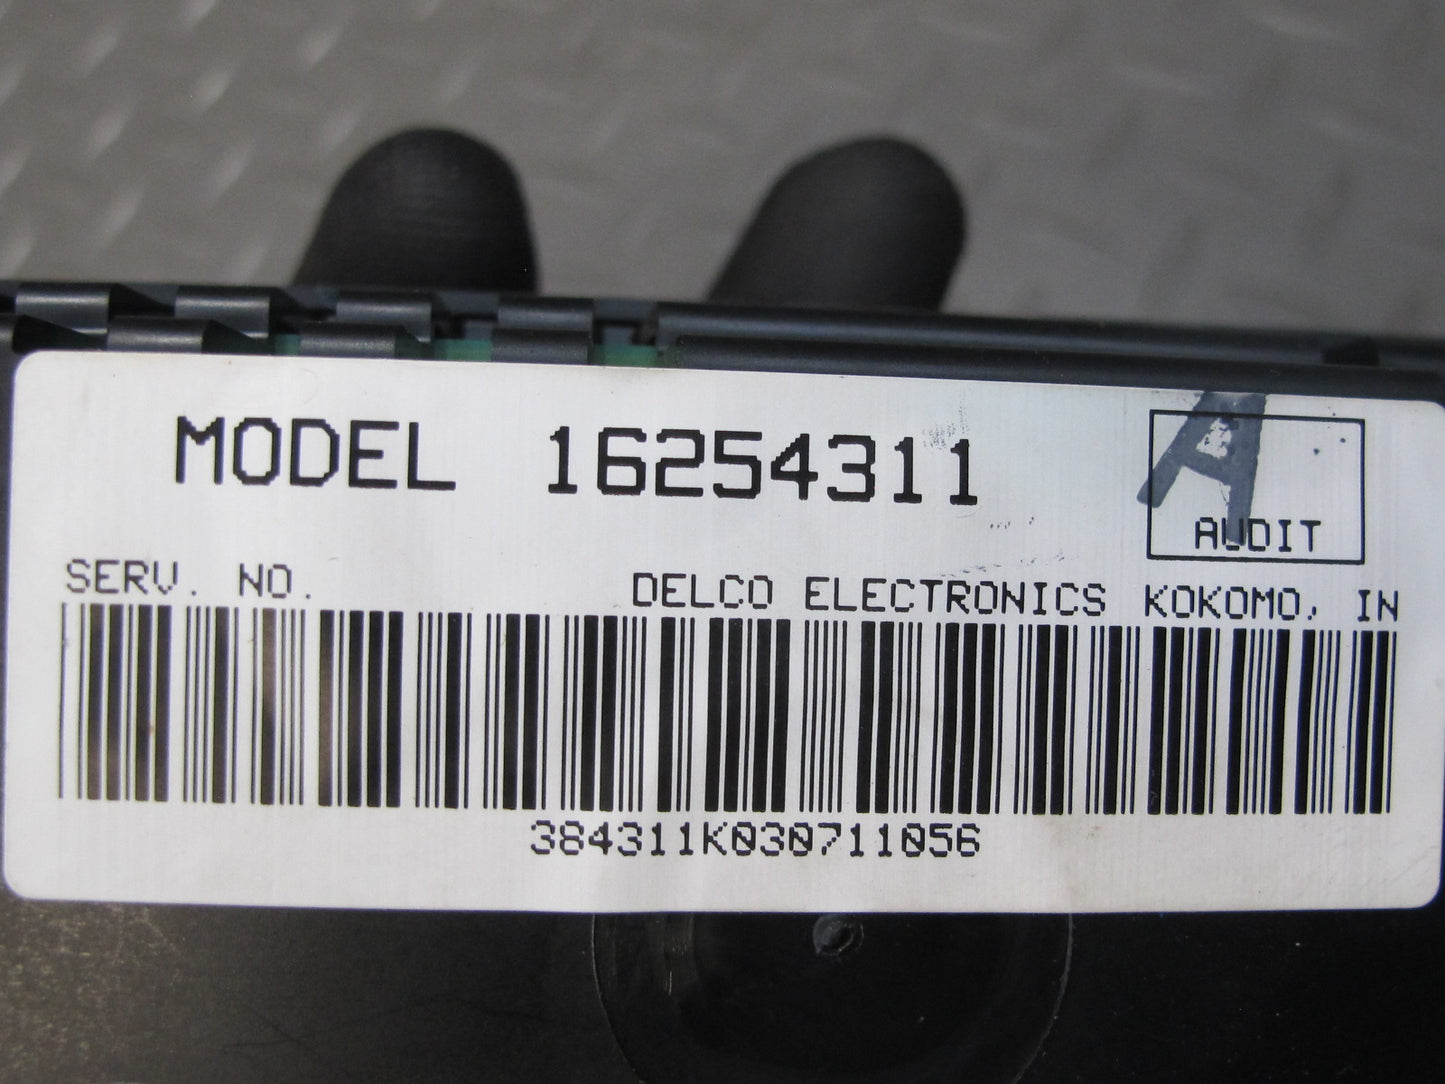 MODEL 16254311
A
AUDIT
SERV. NO.
DELCO ELECTRONICS KOKOMO, IN
384311K030711056